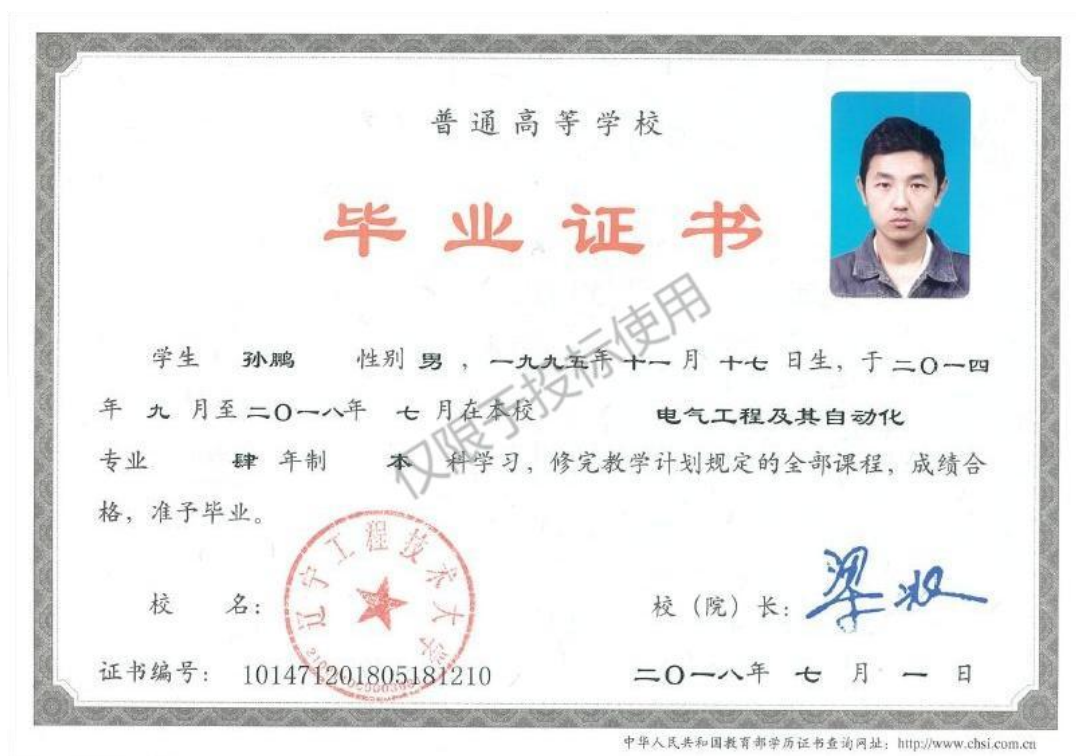 普通高等学校
毕业证书
学生 孙鹏 性别 男 ，一九九五年 十一 月 十七 日生，于 二〇一四
年 九 月至 二〇一八年 七 月在本校 电气工程及其自动化
专业 肆 年制 本 科学习，修完教学计划规定的全部课程，成绩合
格，准予毕业。
仅限于投标使用
辽宁工程技术大学
校 名： 校（院）长：
证书编号： 101471201805181210 二〇一八年 七 月 一 日
中华人民共和国教育部学历证书查询网址：http://www.chsi.com.cn